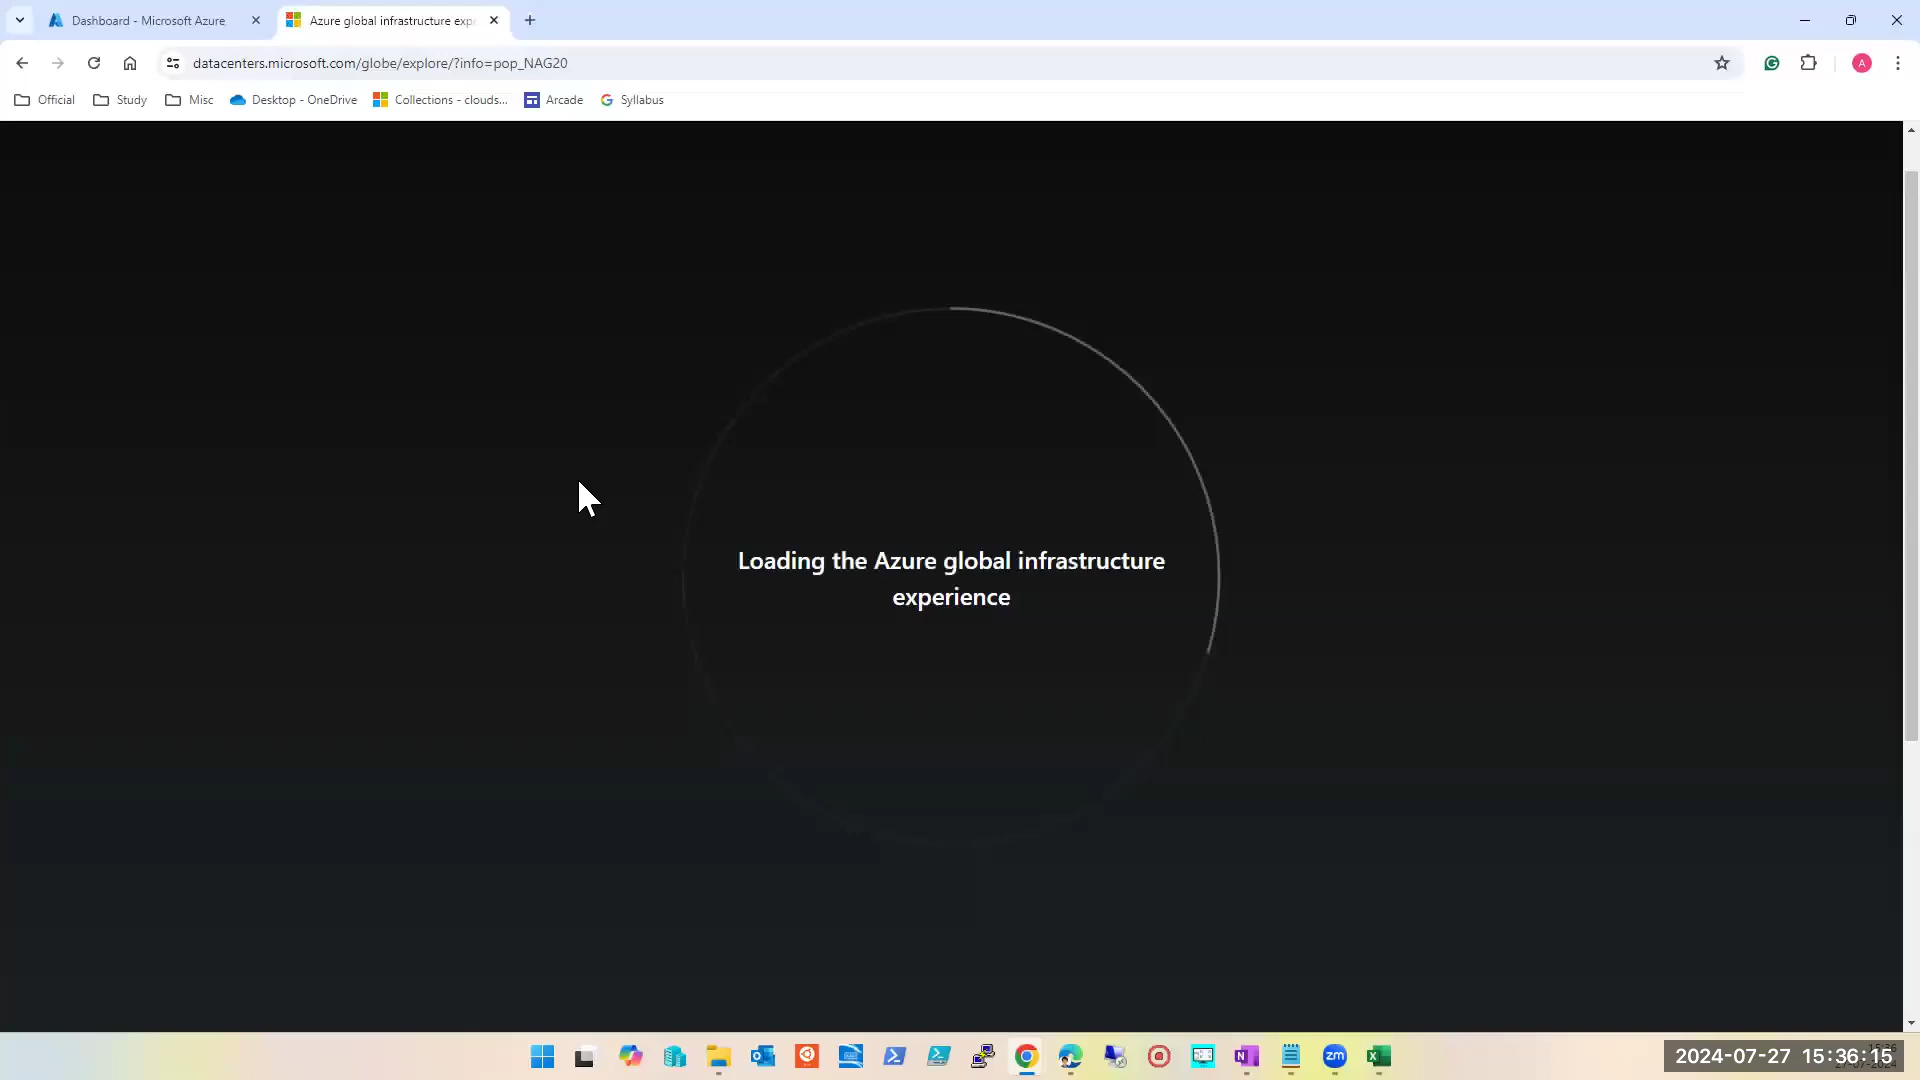 Dashboard - Microsoft Azure
Azure global infrastructure exp
datacenters.microsoft.com/globe/explore/?info=pop_NAG20
A
Official
Study
Misc
Desktop - OneDrive
Collections - clouds...
Arcade
Syllabus
Loading the Azure global infrastructure
experience
zm
2024-07-27 15:36:15